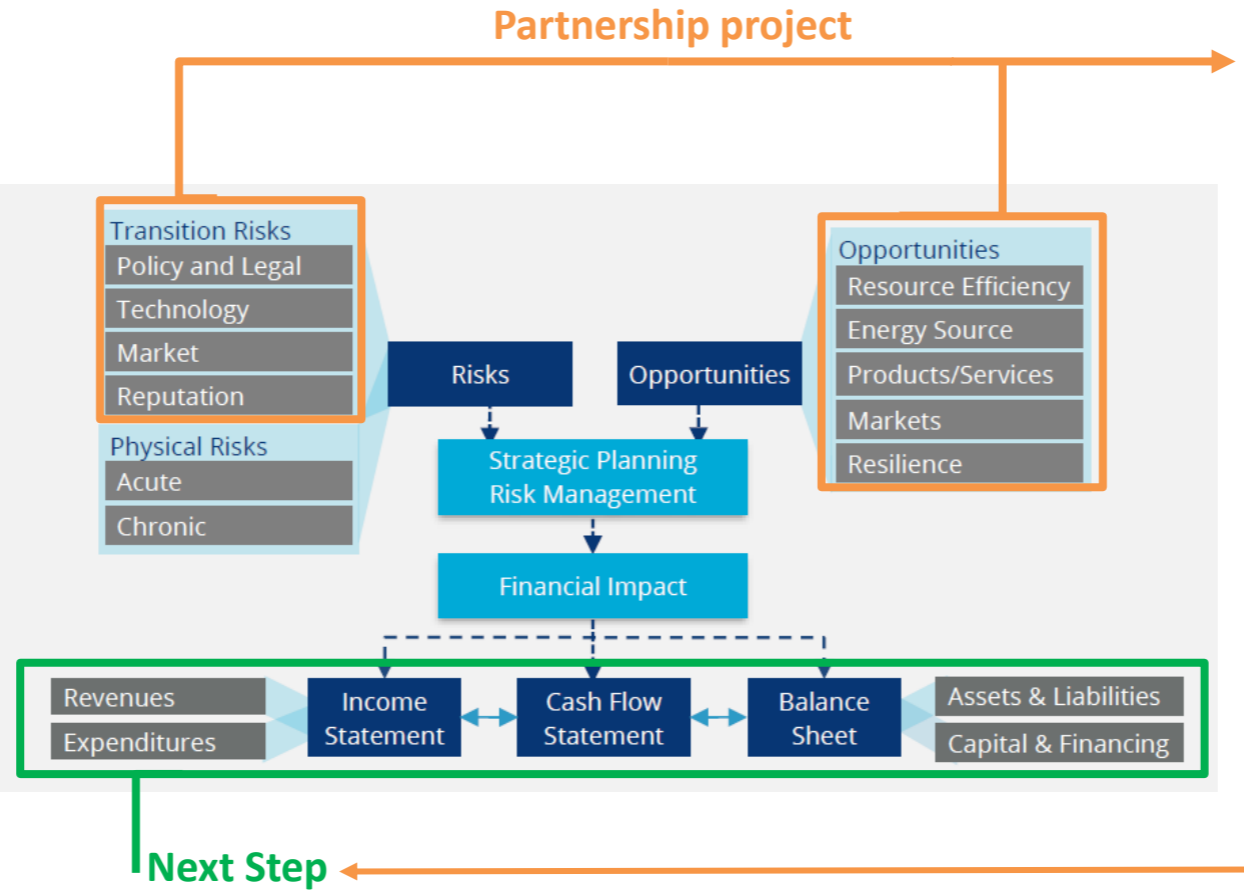 Partnership project
Transition Risks
Policy and Legal
Technology
Market
Reputation
Physical Risks
Acute
Chronic
Risks
Opportunities
Opportunities
Resource Efficiency
Energy Source
Products/Services
Markets
Resilience
Strategic Planning
Risk Management
Financial Impact
Revenues
Expenditures
Income
Statement
Cash Flow
Statement
Balance
Sheet
Assets & Liabilities
Capital & Financing
Next Step